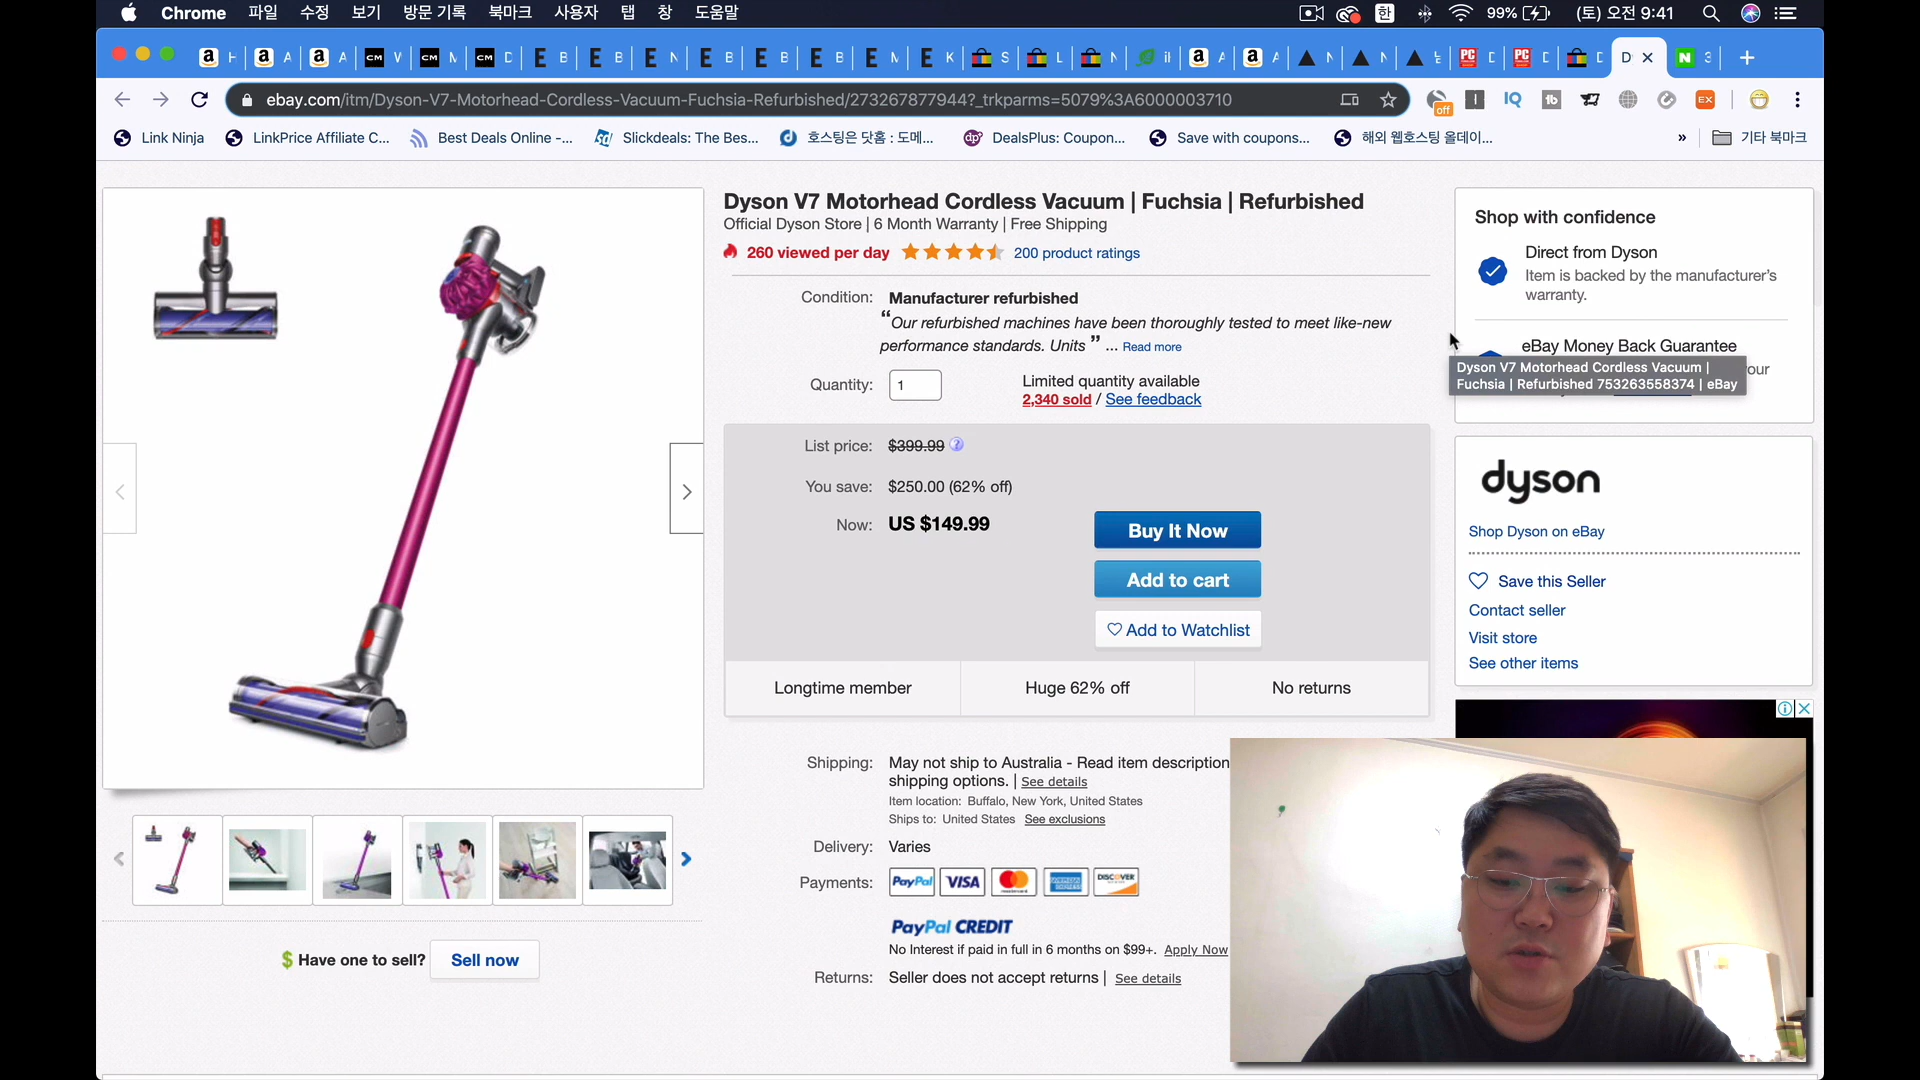 Chrome 파일 수정 보기 방문 기록 북마크 사용자 탭 창 도움말 한 99% (토) 오전 9:41
ebay.com/itm/Dyson-V7-Motorhead-Cordless-Vacuum-Fuchsia-Refurbished/273267877944?_trkparms=5079%3A6000003710
Link Ninja LinkPrice Affiliate C... Best Deals Online -... Slickdeals: The Bes... 호스팅은 닷홈 : 도메... DealsPlus: Coupon... Save with coupons... 해외 웹호스팅 올데이... » 기타 북마크
Dyson V7 Motorhead Cordless Vacuum | Fuchsia | Refurbished
Official Dyson Store | 6 Month Warranty | Free Shipping
260 viewed per day 200 product ratings
Condition: Manufacturer refurbished
“Our refurbished machines have been thoroughly tested to meet like-new
performance standards. Units ” ... Read more
Quantity: 1 Limited quantity available
2,340 sold / See feedback
List price: $399.99
You save: $250.00 (62% off)
Now: US $149.99
Buy It Now
Add to cart
Add to Watchlist
Longtime member Huge 62% off No returns
Shipping: May not ship to Australia - Read item description
shipping options. | See details
Item location: Buffalo, New York, United States
Ships to: United States See exclusions
Delivery: Varies
Payments: PayPal VISA DISCOVER
PayPal CREDIT
No Interest if paid in full in 6 months on $99+. Apply Now
Returns: Seller does not accept returns | See details
Have one to sell? Sell now
Shop with confidence
Direct from Dyson
Item is backed by the manufacturer's
warranty.
eBay Money Back Guarantee
Dyson V7 Motorhead Cordless Vacuum |
Fuchsia | Refurbished 753263558374 | eBay
our
dyson
Shop Dyson on eBay
Save this Seller
Contact seller
Visit store
See other items